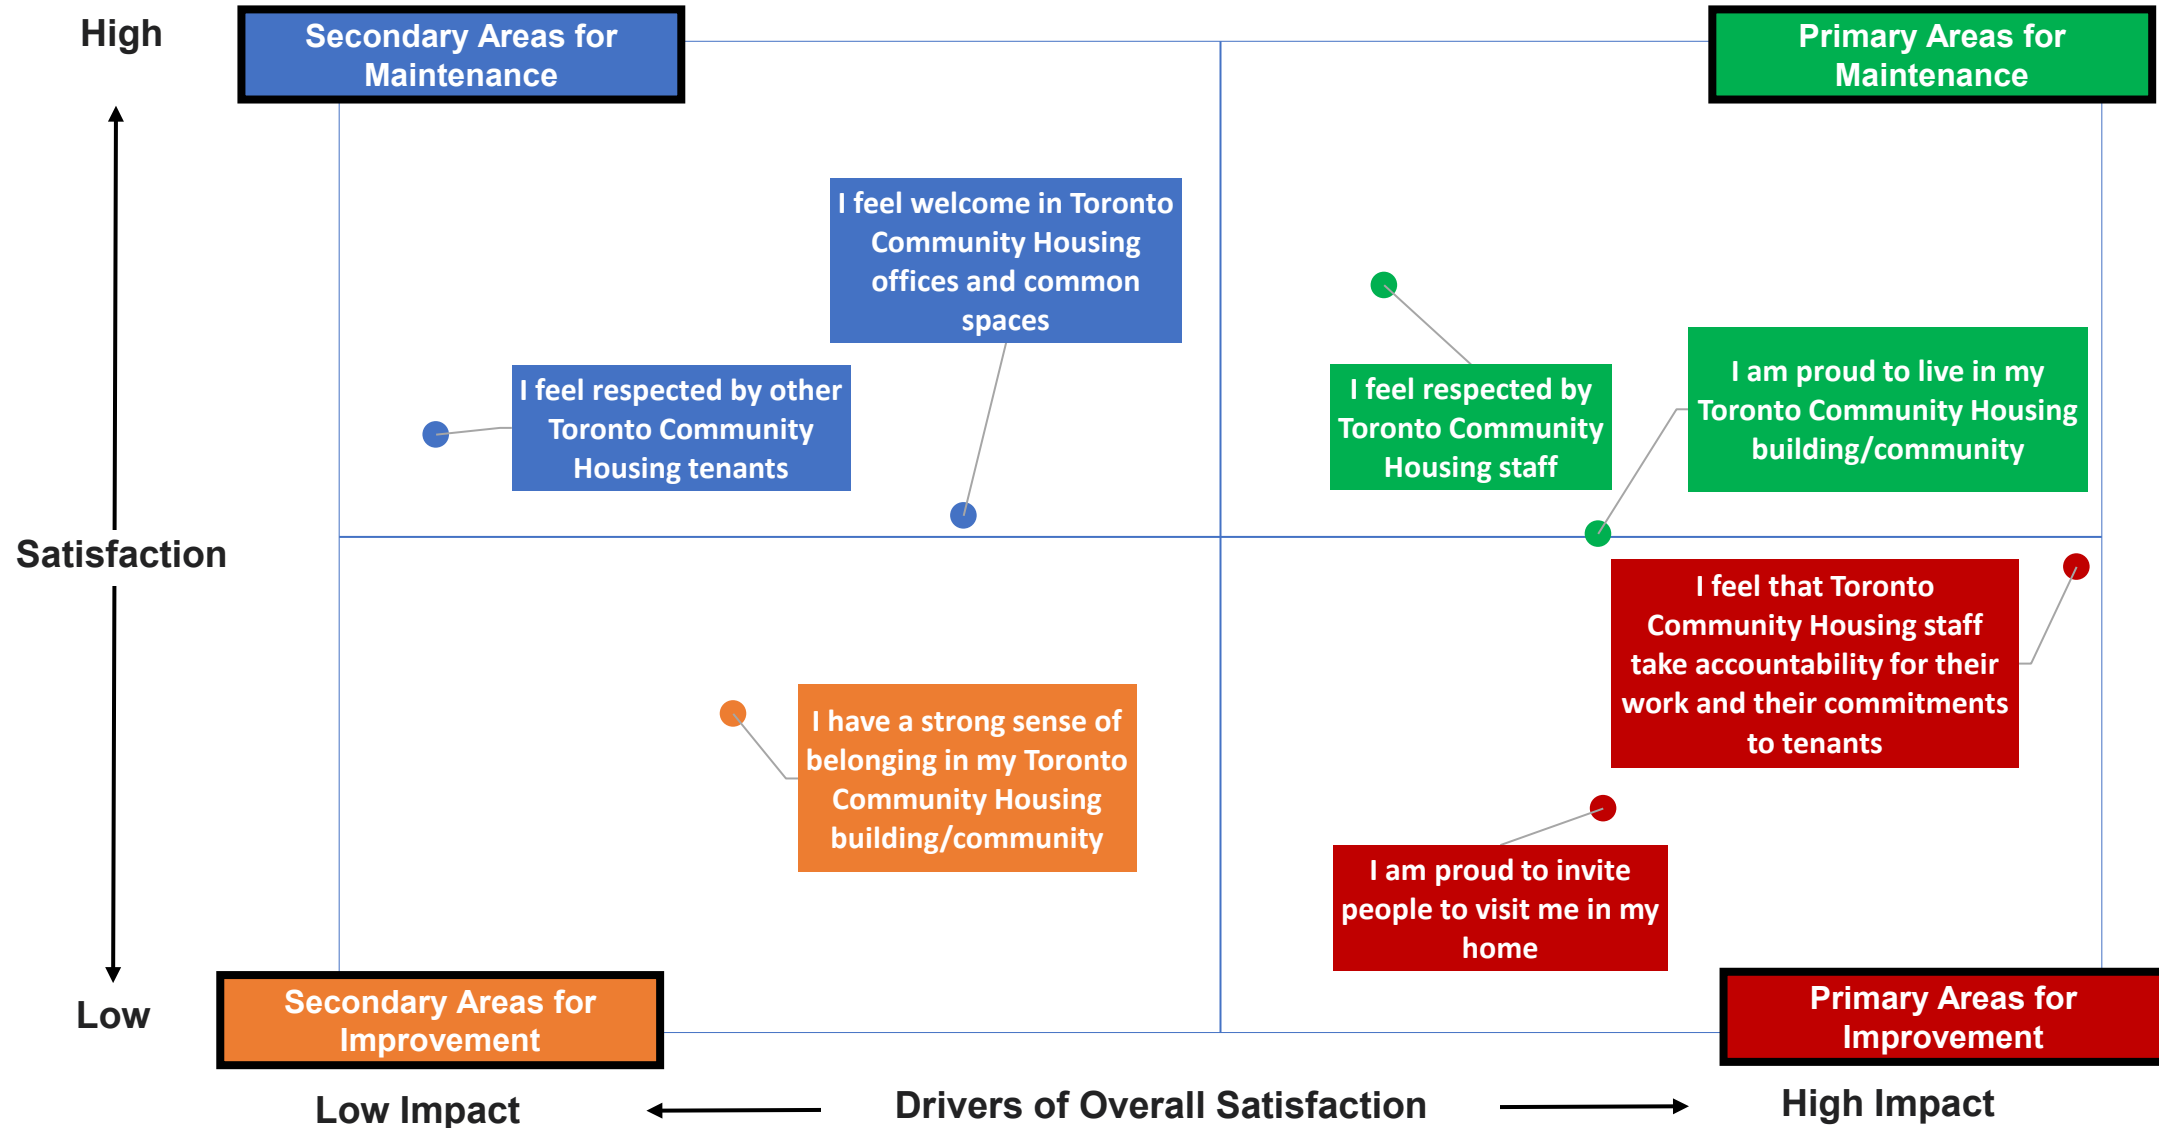 High
Secondary Areas for
Maintenance
Primary Areas for
Maintenance
I feel welcome in Toronto
Community Housing
offices and common
spaces
I feel respected by other
Toronto Community
Housing tenants
I feel respected by
Toronto Community
Housing staff
I am proud to live in my
Toronto Community Housing
building/community
Satisfaction
I feel that Toronto
Community Housing staff
take accountability for their
work and their commitments
to tenants
I have a strong sense of
belonging in my Toronto
Community Housing
building/community
I am proud to invite
people to visit me in my
home
Low
Secondary Areas for
Improvement
Primary Areas for
Improvement
Low Impact
Drivers of Overall Satisfaction
High Impact